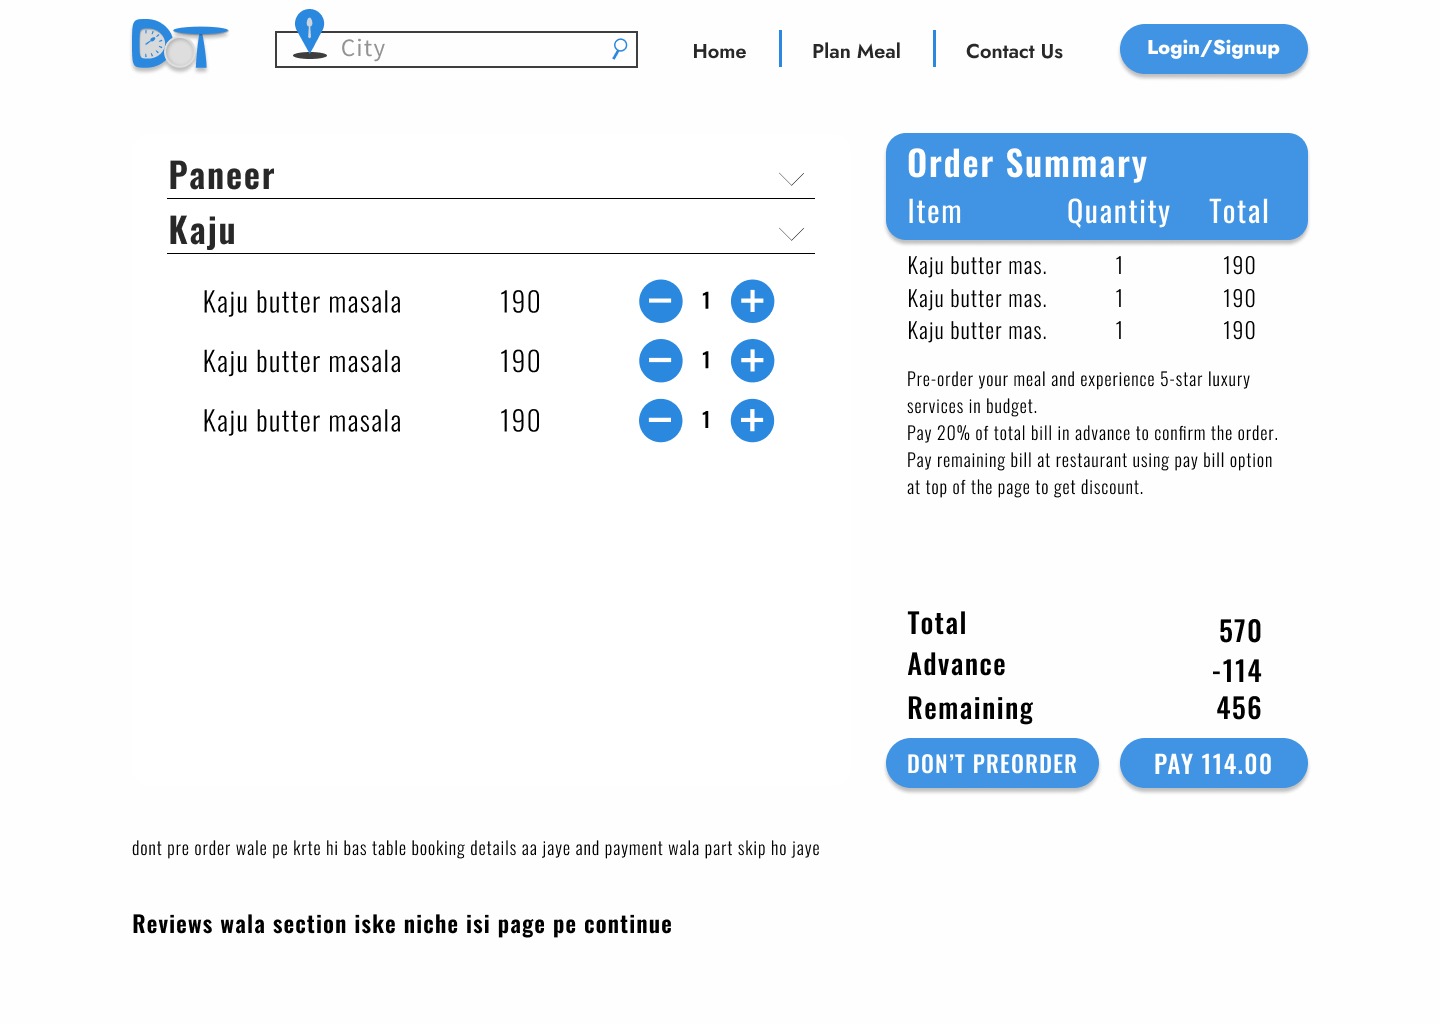 DOT
City
Home
Plan Meal
Contact Us
Login/Signup
Paneer
Kaju
Kaju butter masala 190 1
Kaju butter masala 190 1
Kaju butter masala 190 1
Order Summary
Item Quantity Total
Kaju butter mas. 1 190
Kaju butter mas. 1 190
Kaju butter mas. 1 190
Pre-order your meal and experience 5-star luxury
services in budget.
Pay 20% of total bill in advance to confirm the order.
Pay remaining bill at restaurant using pay bill option
at top of the page to get discount.
Total 570
Advance -114
Remaining 456
DON'T PREORDER
PAY 114.00
dont pre order wale pe krte hi bas table booking details aa jaye and payment wala part skip ho jaye
Reviews wala section iske niche isi page pe continue